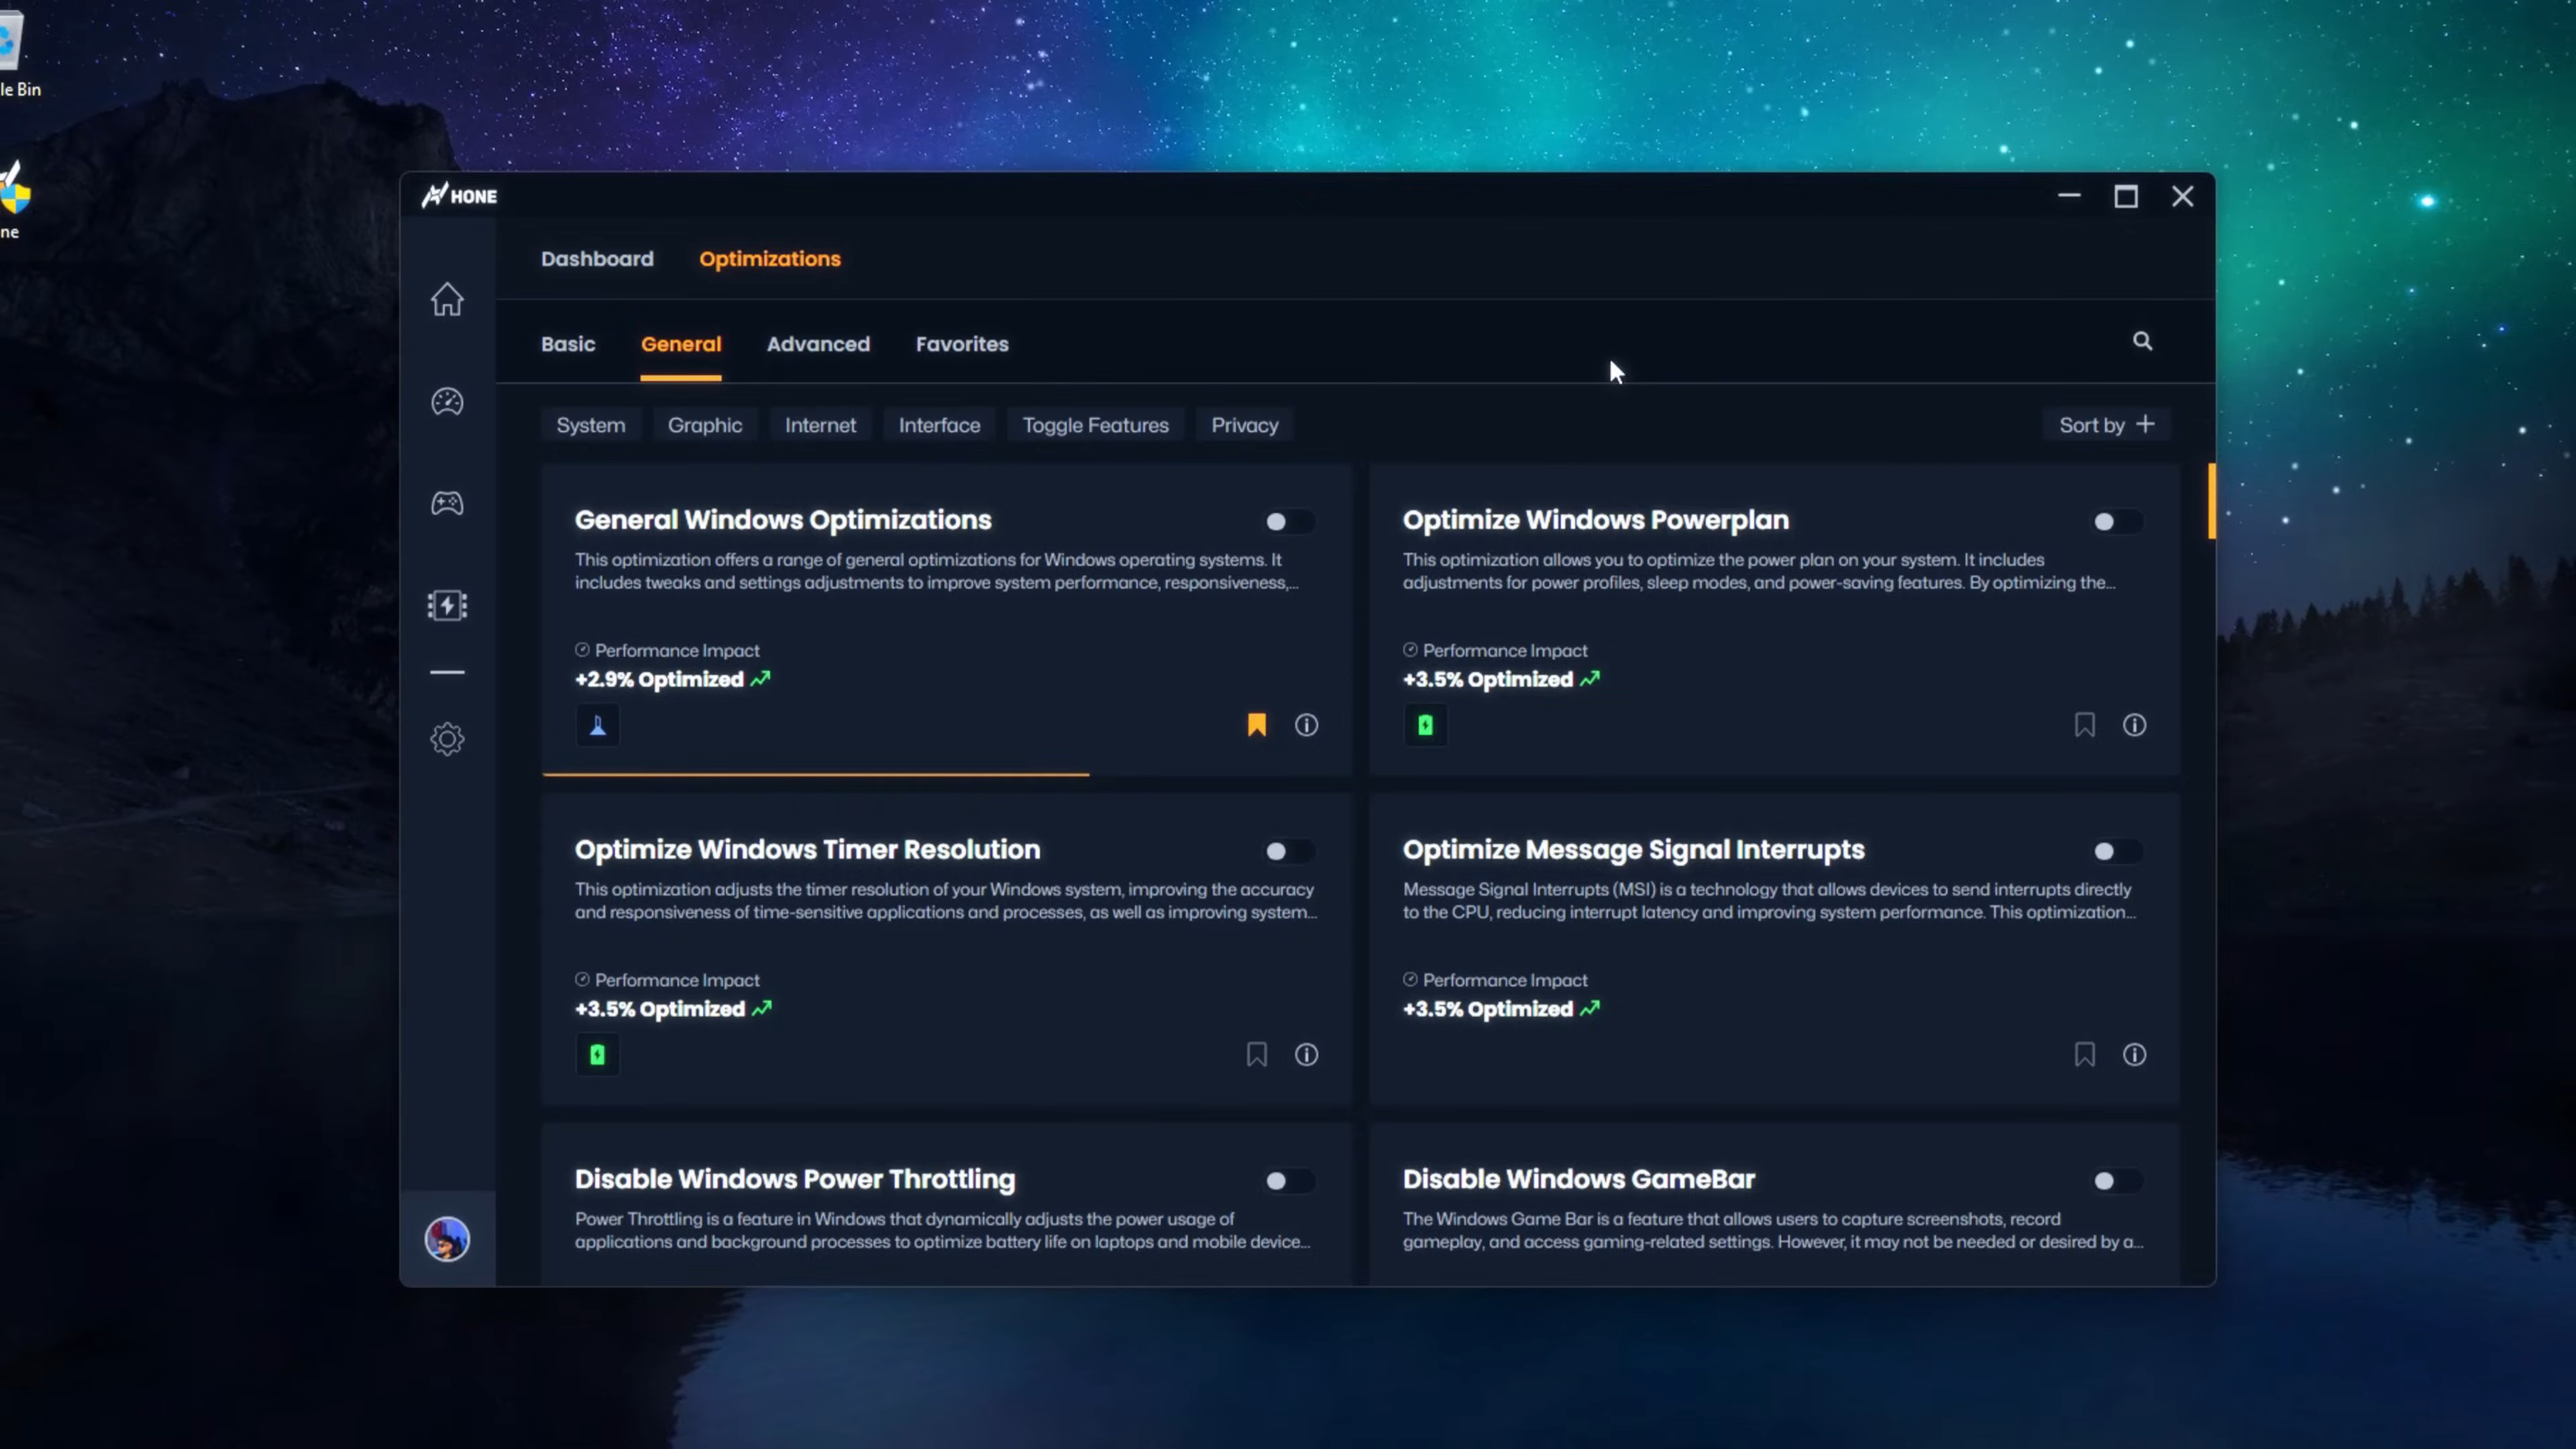 le Bin
ne
HONE
Dashboard Optimizations
Basic General Advanced Favorites
System Graphic Internet Interface Toggle Features Privacy Sort by
General Windows Optimizations
This optimization offers a range of general optimizations for Windows operating systems. It
includes tweaks and settings adjustments to improve system performance, responsiveness,...
Performance Impact
+2.9% Optimized
Optimize Windows Powerplan
This optimization allows you to optimize the power plan on your system. It includes
adjustments for power profiles, sleep modes, and power-saving features. By optimizing the...
Performance Impact
+3.5% Optimized
Optimize Windows Timer Resolution
This optimization adjusts the timer resolution of your Windows system, improving the accuracy
and responsiveness of time-sensitive applications and processes, as well as improving system...
Performance Impact
+3.5% Optimized
Optimize Message Signal Interrupts
Message Signal Interrupts (MSI) is a technology that allows devices to send interrupts directly
to the CPU, reducing interrupt latency and improving system performance. This optimization...
Performance Impact
+3.5% Optimized
Disable Windows Power Throttling
Power Throttling is a feature in Windows that dynamically adjusts the power usage of
applications and background processes to optimize battery life on laptops and mobile device...
Disable Windows GameBar
The Windows Game Bar is a feature that allows users to capture screenshots, record
gameplay, and access gaming-related settings. However, it may not be needed or desired by a...